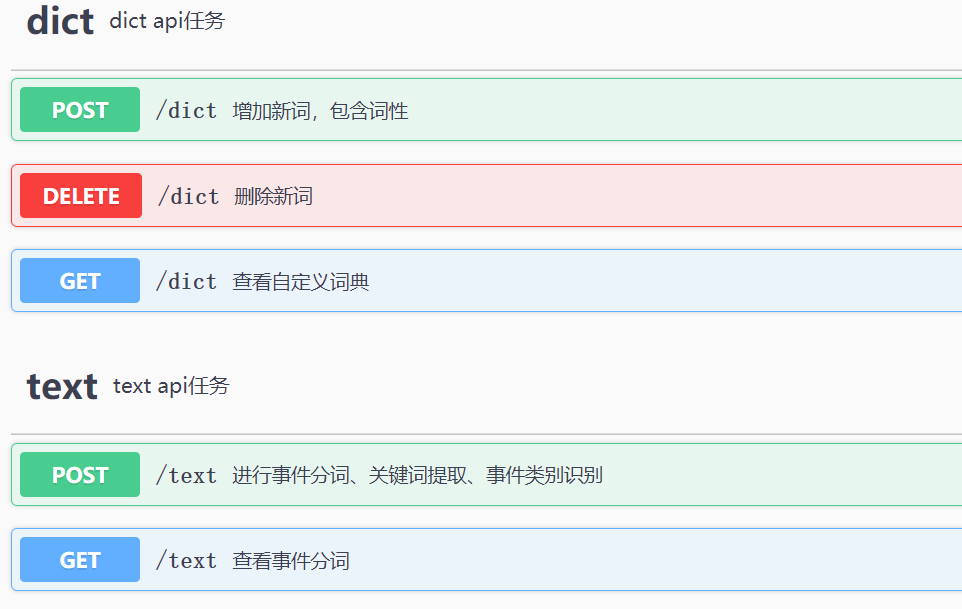 dict dict api任务
POST /dict 增加新词，包含词性
DELETE /dict 删除新词
GET /dict 查看自定义词典
text text api任务
POST /text 进行事件分词、关键词提取、事件类别识别
GET /text 查看事件分词